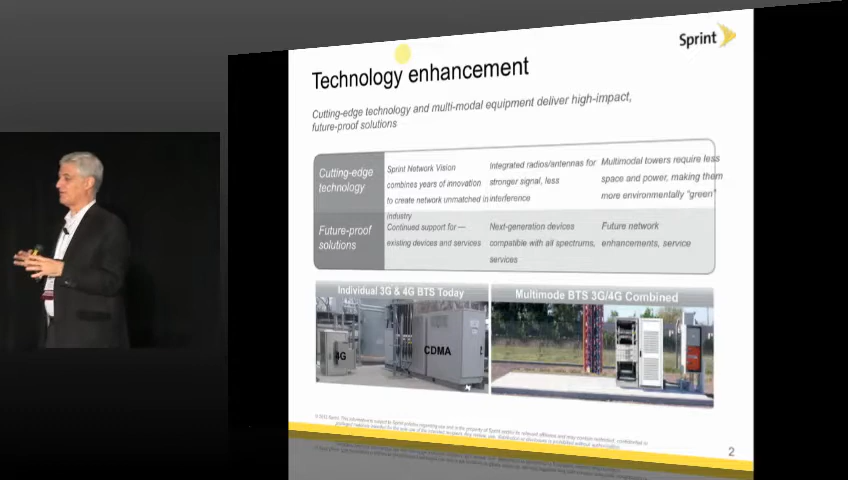 Sprint
Technology enhancement
Cutting-edge technology and multi-modal equipment deliver high-impact,
future-proof solutions
Cutting-edge
technology
Sprint Network Vision
combines years of innovation
to create network unmatched in
industry
Integrated radios/antennas for
stronger signal, less
interference
Multimodal towers require less
space and power, making them
more environmentally "green"
Future-proof
solutions
Continued support for—
existing devices and services
Next-generation devices
compatible with all spectrums,
services
Future network
enhancements, service
Individual 3G & 4G BTS Today
Multimode BTS 3G/4G Combined
4G
CDMA
2